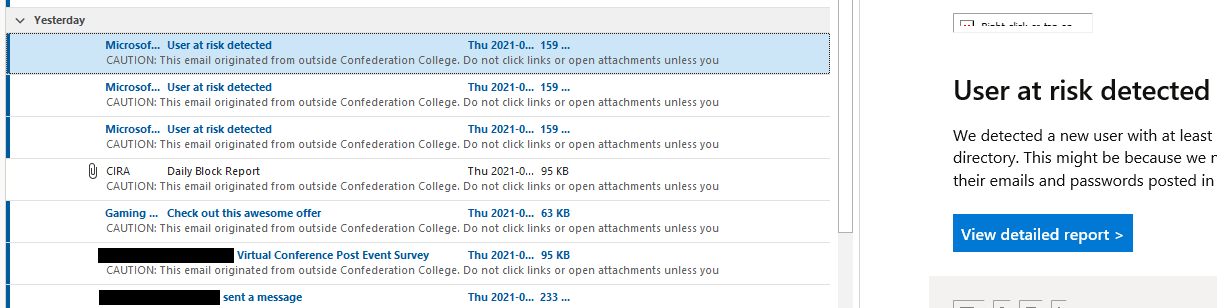 Yesterday
Microsof... User at risk detected Thu 2021-0... 159 ...
CAUTION: This email originated from outside Confederation College. Do not click links or open attachments unless you
Microsof... User at risk detected Thu 2021-0... 159 ...
CAUTION: This email originated from outside Confederation College. Do not click links or open attachments unless you
Microsof... User at risk detected Thu 2021-0... 159 ...
CAUTION: This email originated from outside Confederation College. Do not click links or open attachments unless you
CIRA Daily Block Report Thu 2021-0... 95 KB
CAUTION: This email originated from outside Confederation College. Do not click links or open attachments unless you
Gaming ... Check out this awesome offer Thu 2021-0... 63 KB
CAUTION: This email originated from outside Confederation College. Do not click links or open attachments unless you
Virtual Conference Post Event Survey Thu 2021-0... 95 KB
CAUTION: This email originated from outside Confederation College. Do not click links or open attachments unless you
sent a message Thu 2021-0... 233 ...
User at risk detected
We detected a new user with at least
directory. This might be because we
their emails and passwords posted in
View detailed report >